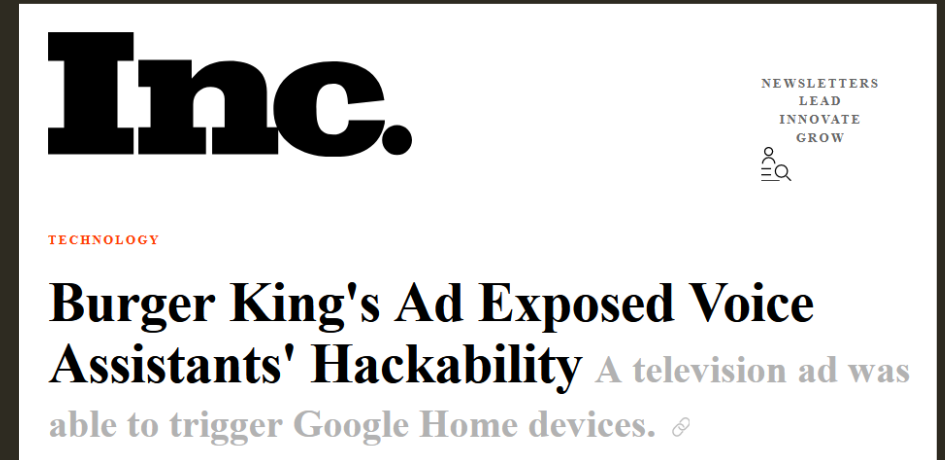 Inc.
NEWSLETTERS
LEAD
INNOVATE
GROW
TECHNOLOGY
Burger King's Ad Exposed Voice
Assistants' Hackability A television ad was
able to trigger Google Home devices.